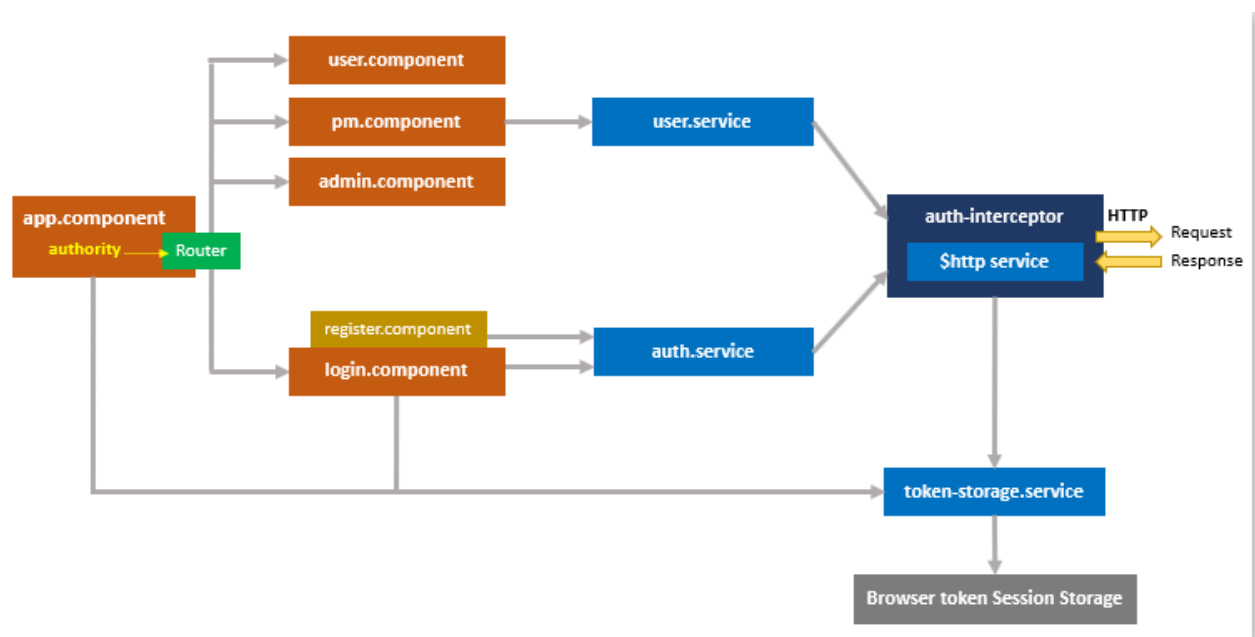 user.component
pm.component
user.service
admin.component
app.component
authority
Router
auth-interceptor
$http service
HTTP
Request
Response
register.component
login.component
auth.service
token-storage.service
Browser token Session Storage